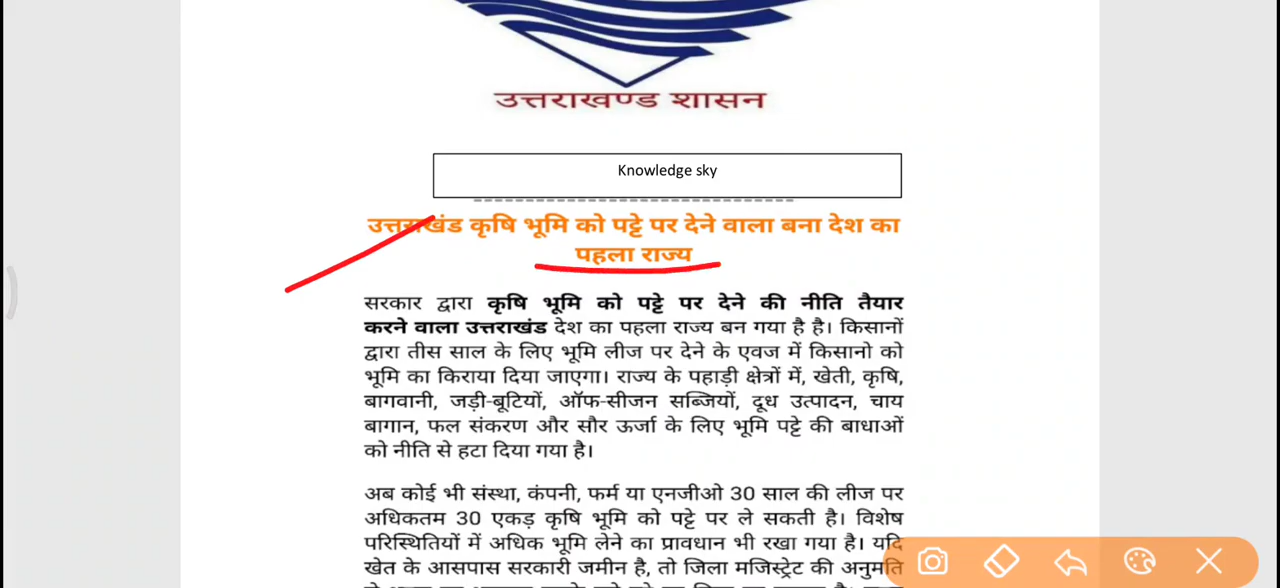 उत्तराखण्ड शासन
Knowledge sky
उत्तराखंड कृषि भूमि को पट्टे पर देने वाला बना देश का
पहला राज्य
सरकार द्वारा कृषि भूमि को पट्टे पर देने की नीति तैयार
करने वाला उत्तराखंड देश का पहला राज्य बन गया है है। किसानों
द्वारा तीस साल के लिए भूमि लीज पर देने के एवज में किसानो को
भूमि का किराया दिया जाएगा। राज्य के पहाड़ी क्षेत्रों में, खेती, कृषि,
बागवानी, जड़ी-बूटियों, ऑफ-सीजन सब्जियों, दूध उत्पादन, चाय
बागान, फल संकरण और सौर ऊर्जा के लिए भूमि पट्टे की बाधाओं
को नीति से हटा दिया गया है।
अब कोई भी संस्था, कंपनी, फर्म या एनजीओ 30 साल की लीज पर
अधिकतम 30 एकड़ कृषि भूमि को पट्टे पर ले सकती है। विशेष
परिस्थितियों में अधिक भूमि लेने का प्रावधान भी रखा गया है। यदि
खेत के आसपास सरकारी जमीन है, तो जिला मजिस्ट्रेट की अनुमति